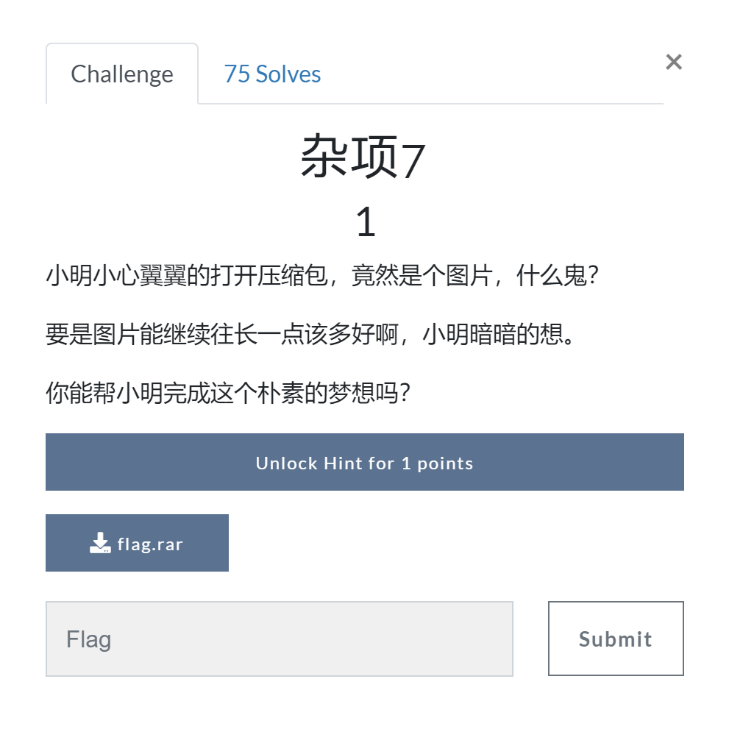 Challenge
75 Solves
×
杂项7
1
小明小心翼翼的打开压缩包，竟然是个图片，什么鬼？
要是图片能继续往长一点该多好啊，小明暗暗的想。
你能帮小明完成这个朴素的梦想吗？
Unlock Hint for 1 points
flag.rar
Flag
Submit